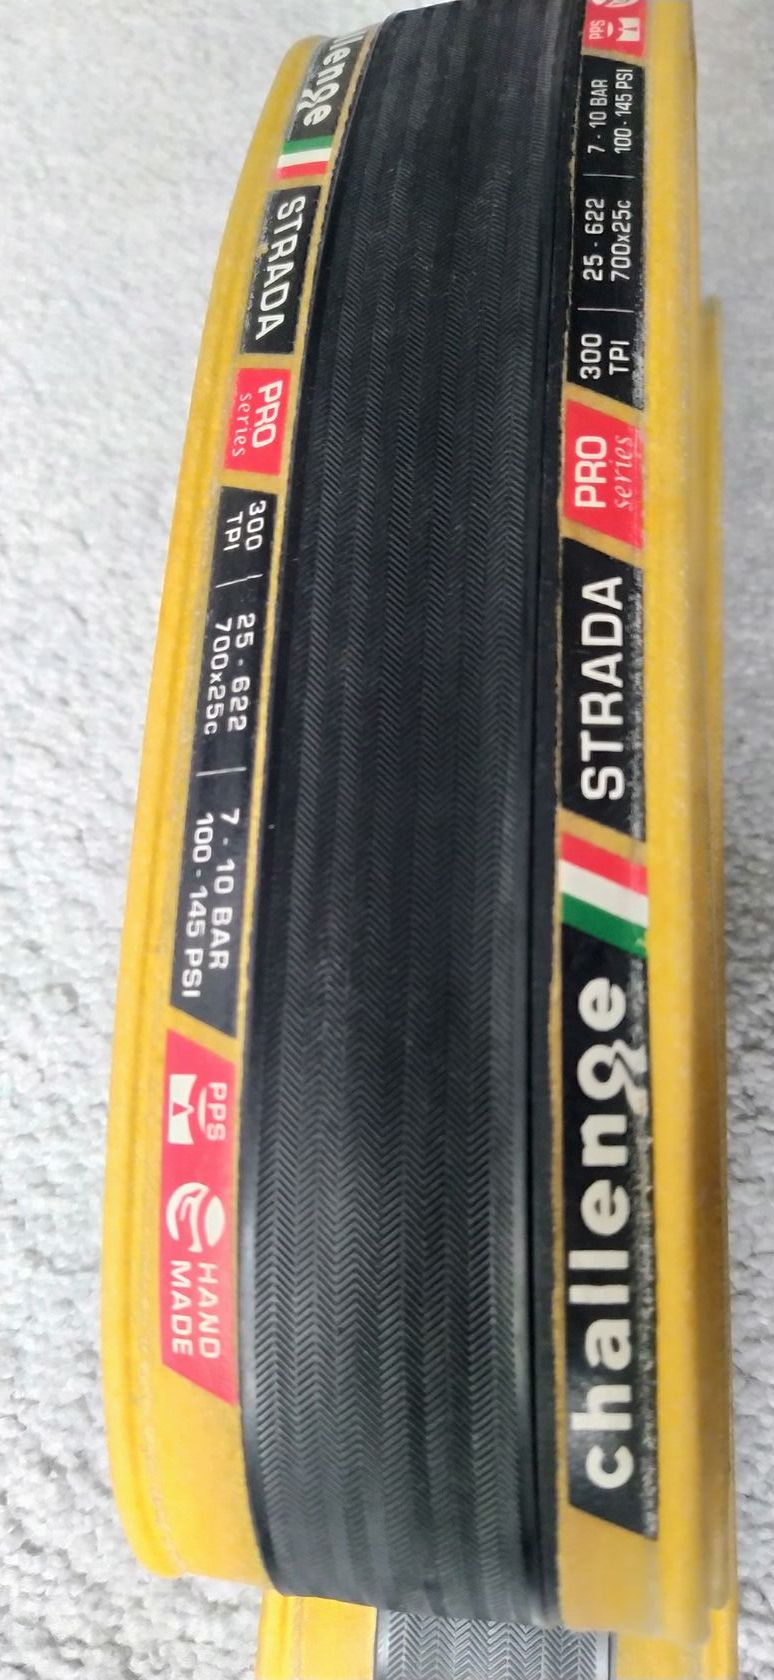 challenge
STRADA
PRO
series
300
TPI
25 - 622
700x25c
7 - 10 BAR
100 - 145 PSI
PPS
llenge
STRADA
PRO
series
300
TPI
25 - 622
700x25c
7 - 10 BAR
100 - 145 PSI
PPS
HAND
MADE